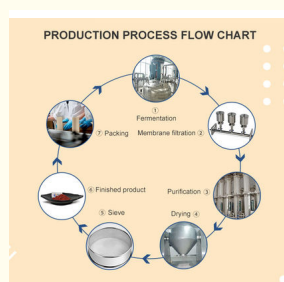 PRODUCTION PROCESS FLOW CHART
①
Fermentation
Membrane filtration ②
Purification ③
Drying ④
⑤ Sieve
⑥ Finished product
⑦ Packing